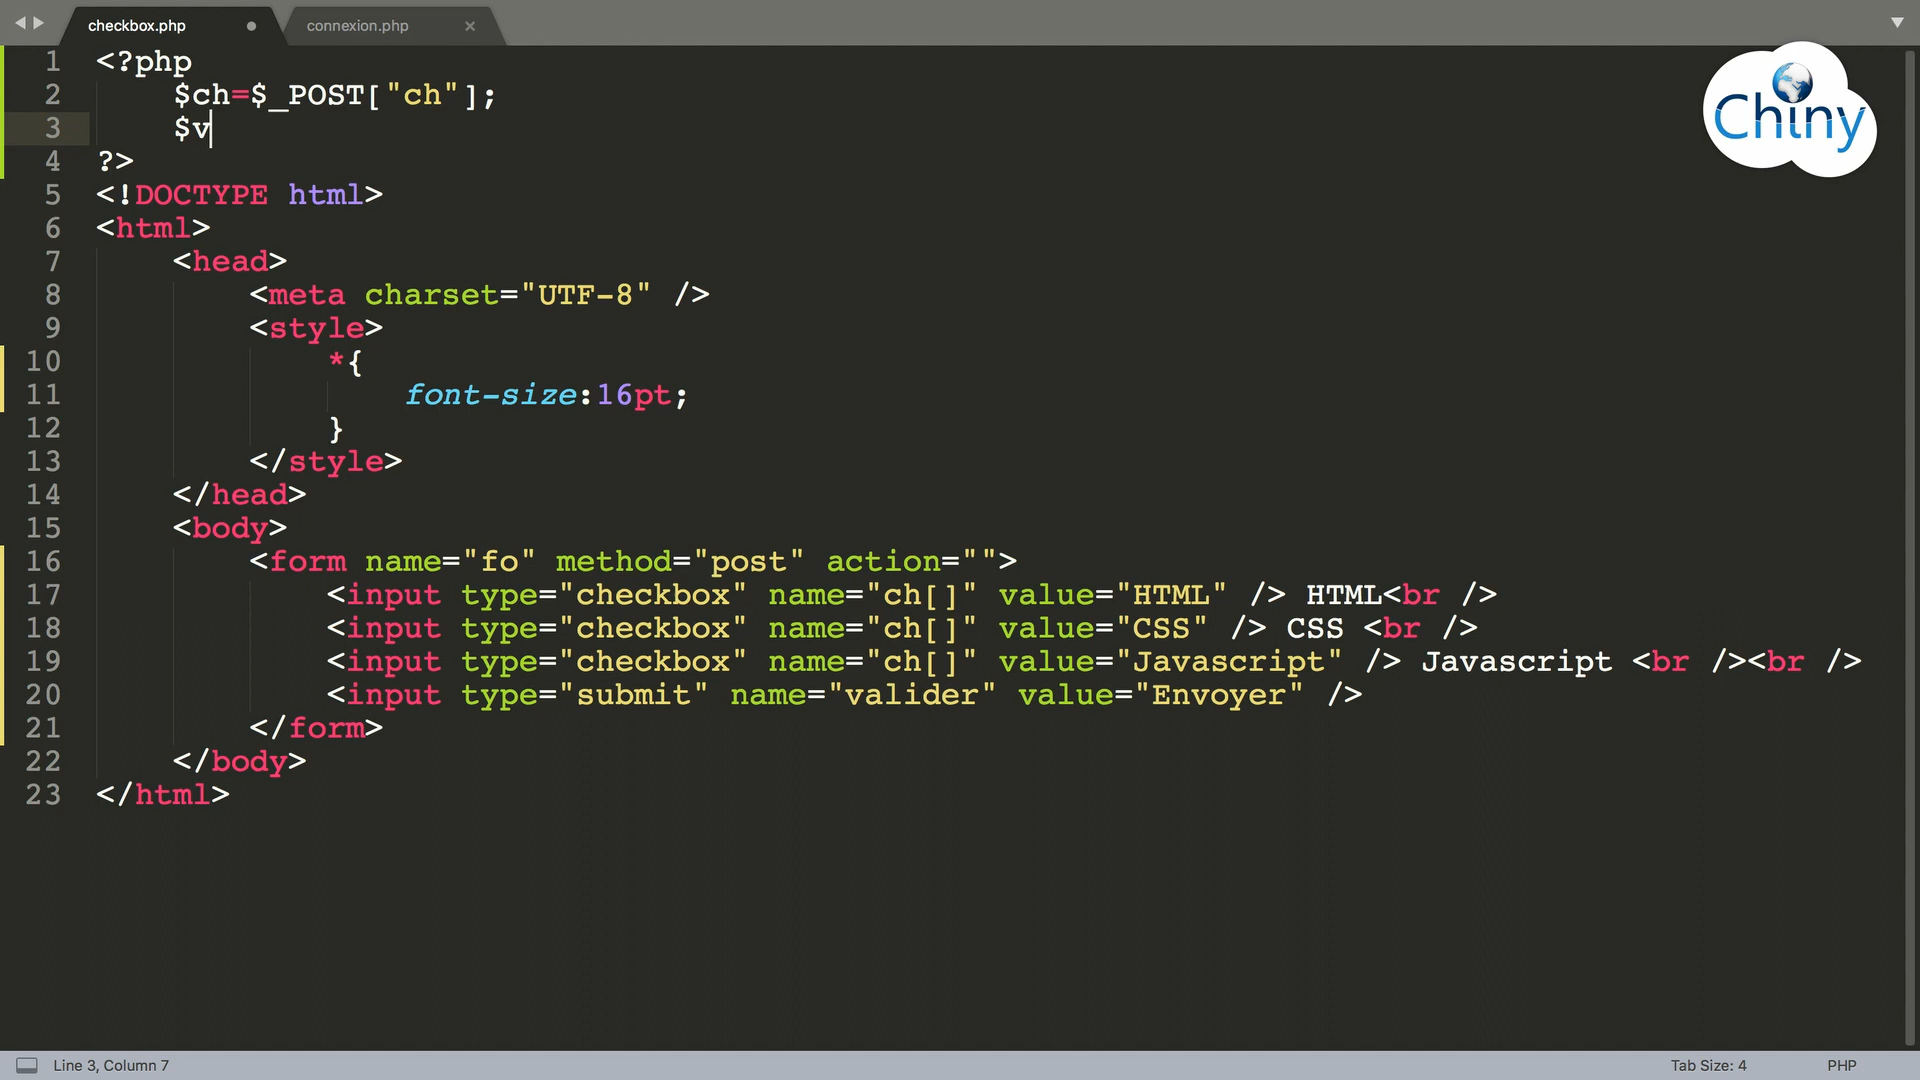 checkbox.php
connexion.php
Chiny
1 <?php
2 $ch=$_POST["ch"];
3 $v
4 ?>
5 <!DOCTYPE html>
6 <html>
7 <head>
8 <meta charset="UTF-8" />
9 <style>
10 *{
11 font-size:16pt;
12 }
13 </style>
14 </head>
15 <body>
16 <form name="fo" method="post" action="">
17 <input type="checkbox" name="ch[]" value="HTML" /> HTML<br />
18 <input type="checkbox" name="ch[]" value="CSS" /> CSS <br />
19 <input type="checkbox" name="ch[]" value="Javascript" /> Javascript <br /><br />
20 <input type="submit" name="valider" value="Envoyer" />
21 </form>
22 </body>
23 </html>
Line 3, Column 7
Tab Size: 4
PHP